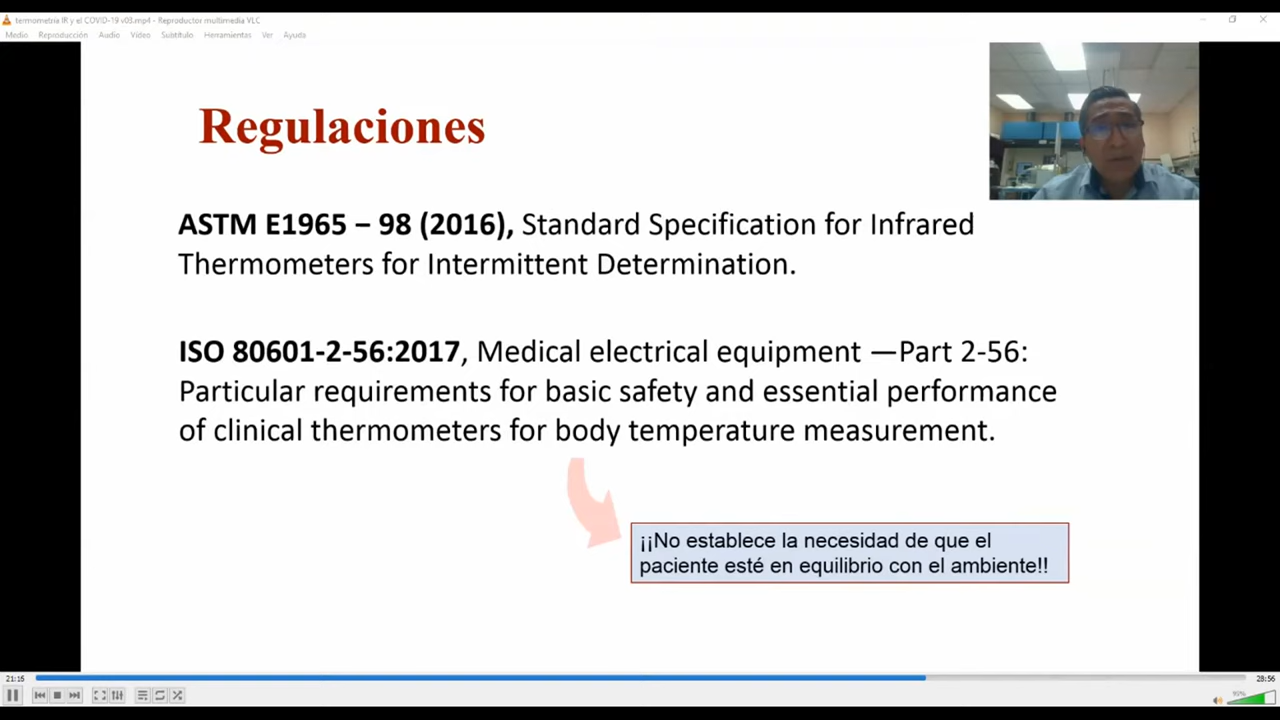 termometría IR y el COVID-19 v03.mp4 - Reproductor multimedia VLC
Medio Reproducción Audio Vídeo Subtítulo Herramientas Ver Ayuda
Regulaciones
ASTM E1965 – 98 (2016), Standard Specification for Infrared
Thermometers for Intermittent Determination.
ISO 80601-2-56:2017, Medical electrical equipment —Part 2-56:
Particular requirements for basic safety and essential performance
of clinical thermometers for body temperature measurement.
¡¡No establece la necesidad de que el
paciente esté en equilibrio con el ambiente!!
21:15 28:56